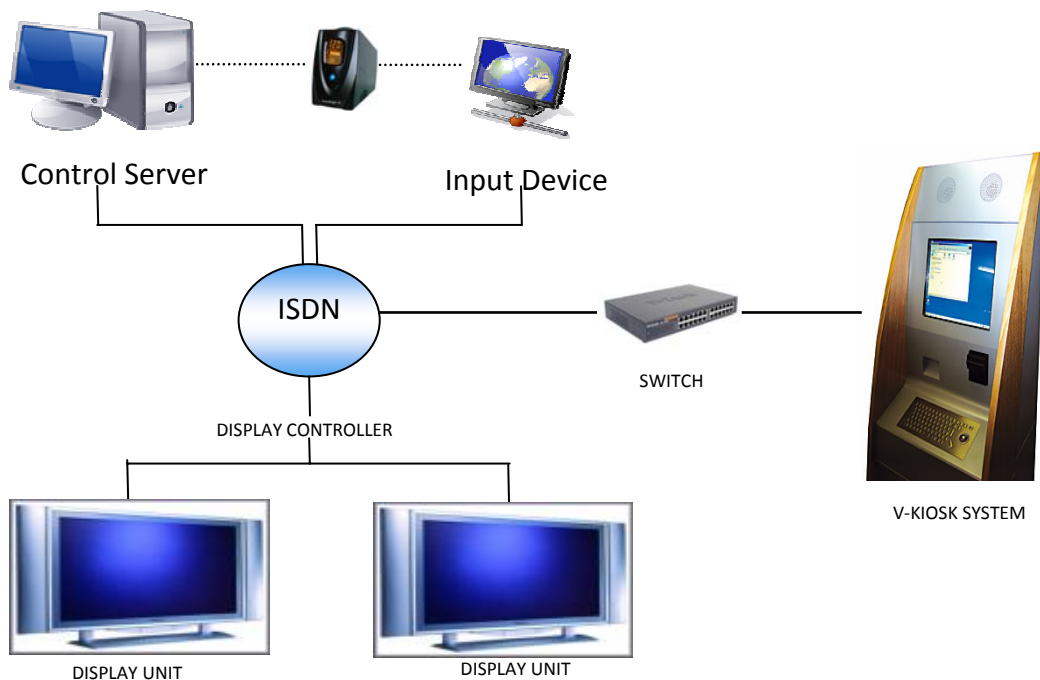 Control Server
Input Device
ISDN
SWITCH
DISPLAY CONTROLLER
V-KIOSK SYSTEM
DISPLAY UNIT
DISPLAY UNIT